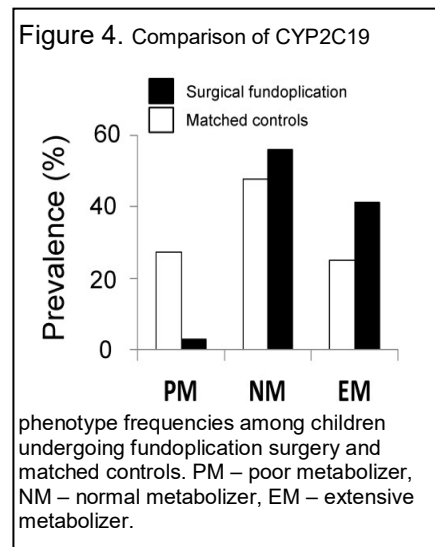 Figure 4. Comparison of CYP2C19
Surgical fundoplication
Matched controls
Prevalence (%)
60
40
20
0
PM NM EM
phenotype frequencies among children
undergoing fundoplication surgery and
matched controls. PM – poor metabolizer,
NM – normal metabolizer, EM – extensive
metabolizer.